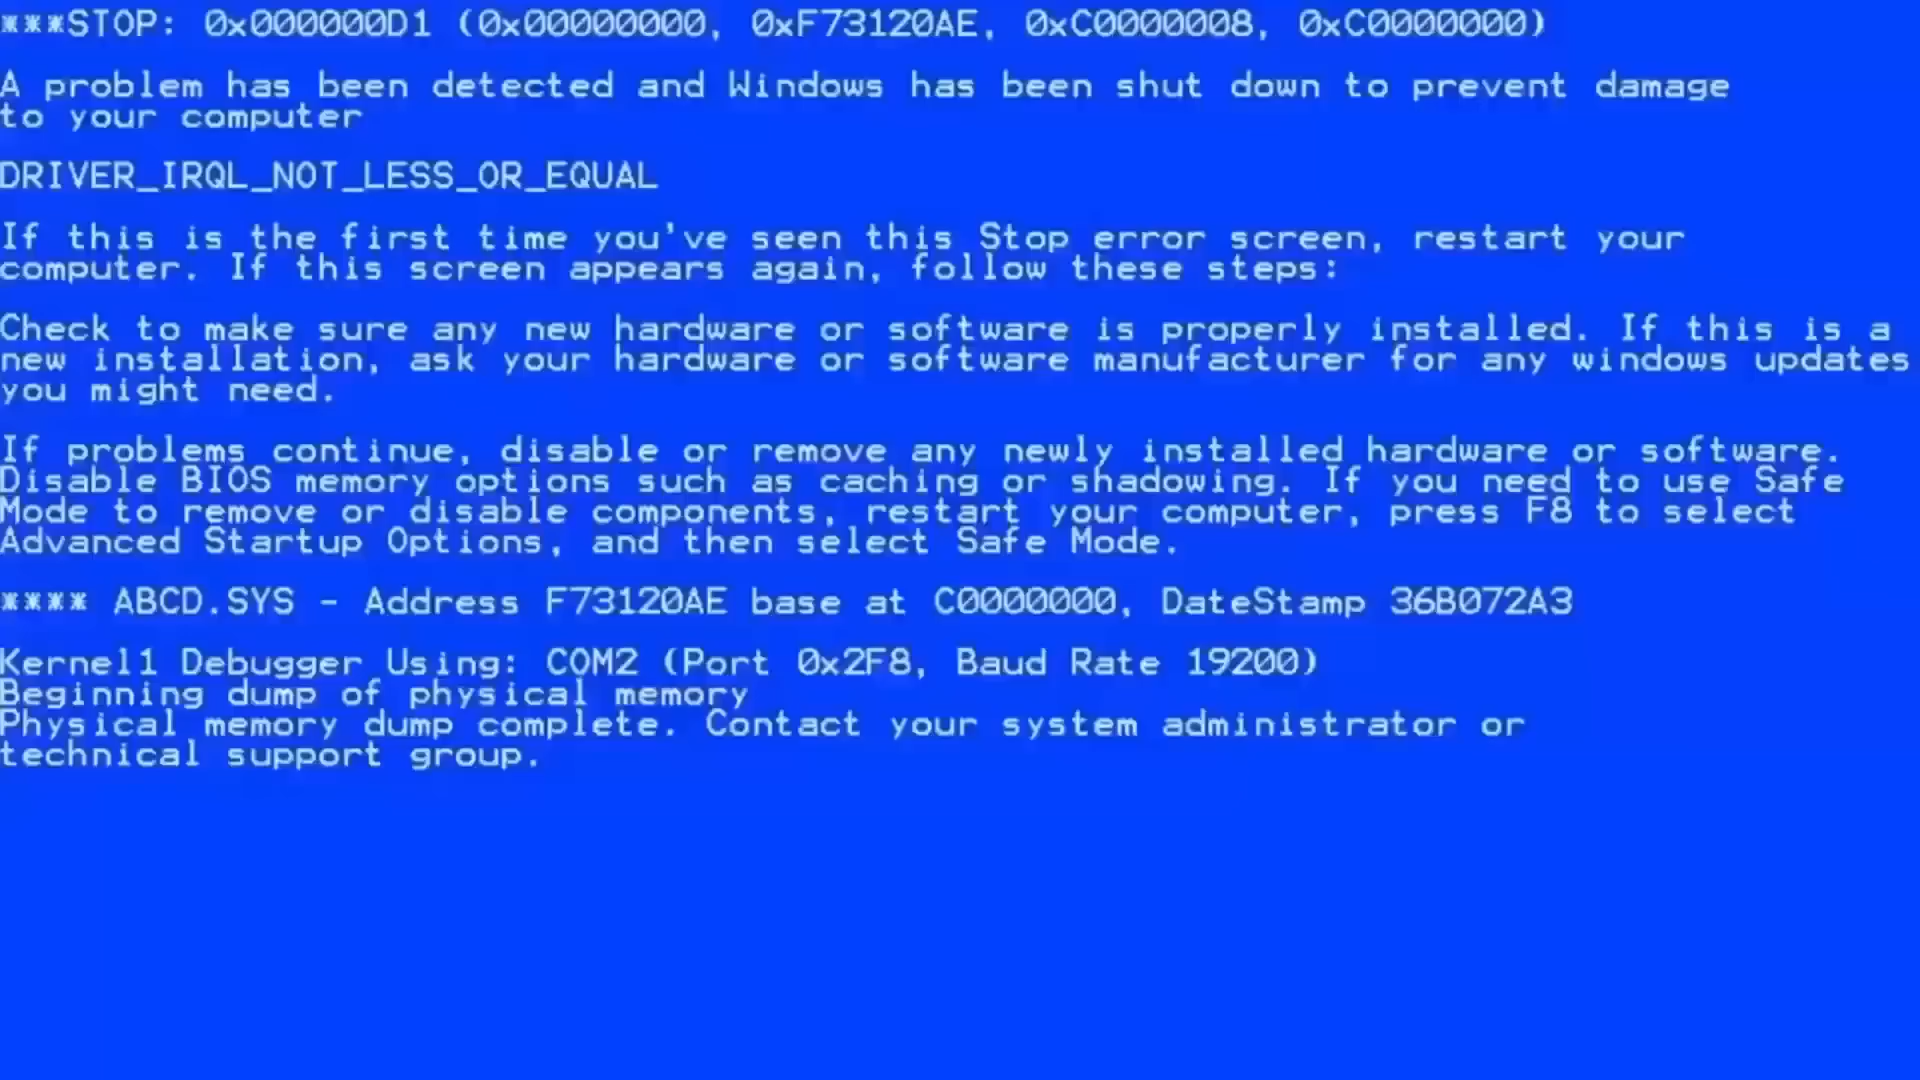 ***STOP: 0x000000D1 (0x00000000, 0xF73120AE, 0xC0000008, 0xC0000000)
A problem has been detected and Windows has been shut down to prevent damage
to your computer
DRIVER_IRQL_NOT_LESS_OR_EQUAL
If this is the first time you've seen this Stop error screen, restart your
computer. If this screen appears again, follow these steps:
Check to make sure any new hardware or software is properly installed. If this is a
new installation, ask your hardware or software manufacturer for any windows updates
you might need.
If problems continue, disable or remove any newly installed hardware or software.
Disable BIOS memory options such as caching or shadowing. If you need to use Safe
Mode to remove or disable components, restart your computer, press F8 to select
Advanced Startup Options, and then select Safe Mode.
**** ABCD.SYS - Address F73120AE base at C0000000, DateStamp 36B072A3
Kernel1 Debugger Using: COM2 (Port 0x2F8, Baud Rate 19200)
Beginning dump of physical memory
Physical memory dump complete. Contact your system administrator or
technical support group.